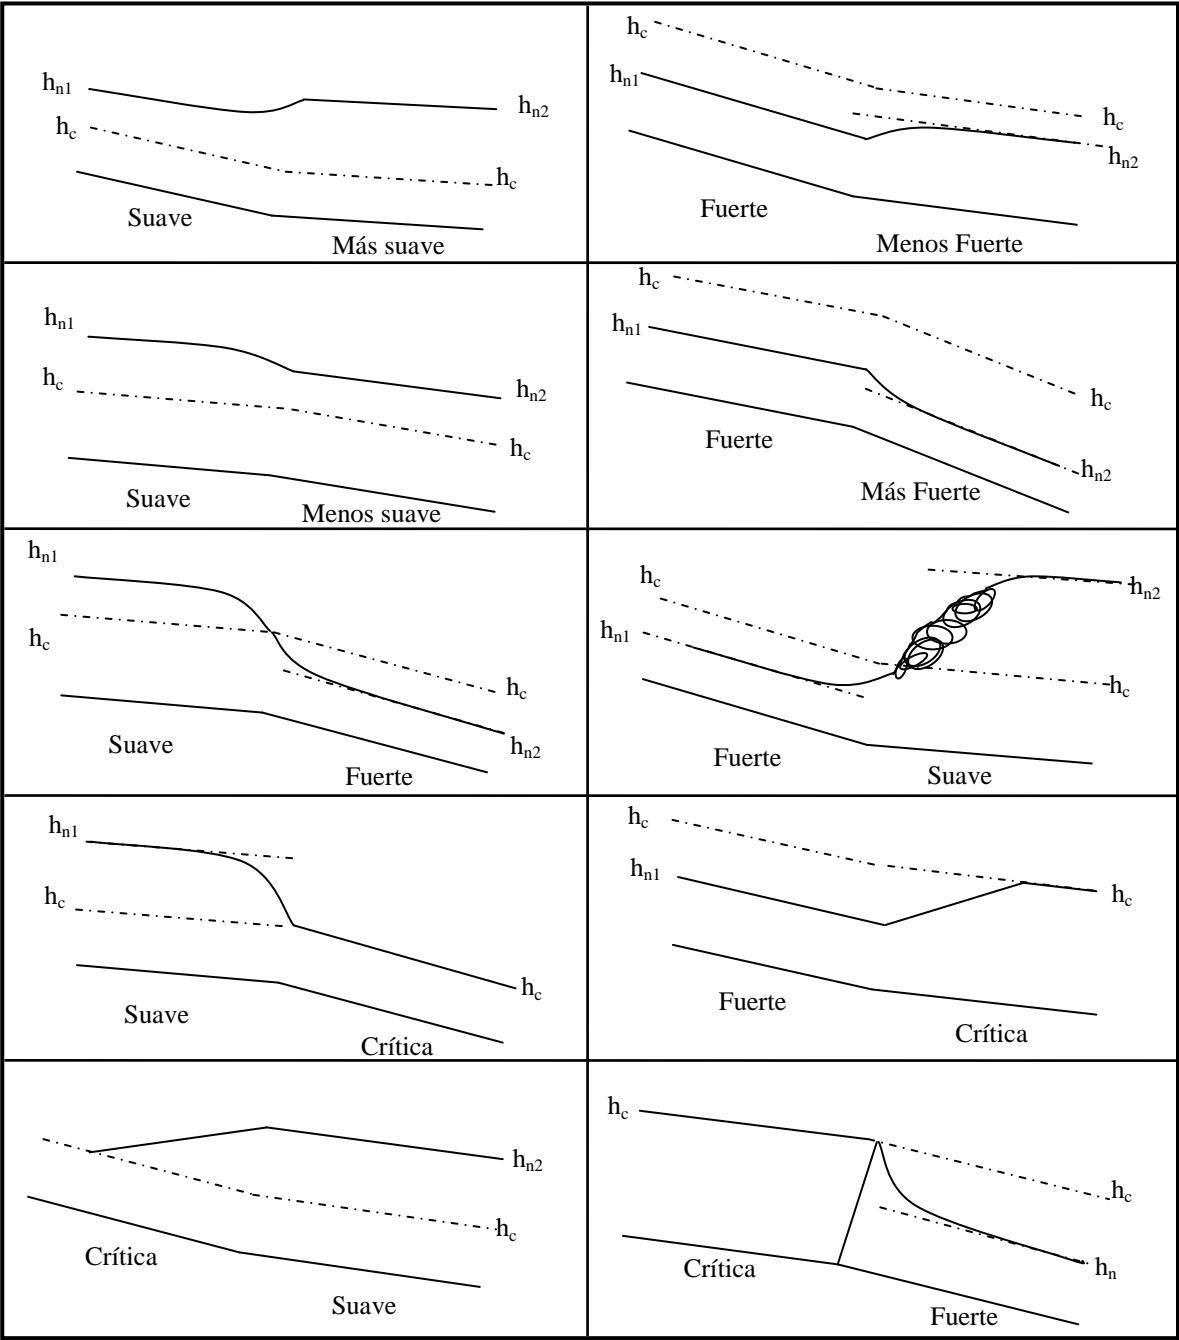 h_n1
h_n2
h_c
h_c
Suave
Más suave
h_c
h_n1
h_c
h_n2
Fuerte
Menos Fuerte
h_n1
h_c
h_n2
h_c
Suave
Menos suave
h_c
h_n1
h_c
Fuerte
h_n2
Más Fuerte
h_n1
h_c
h_c
Suave
h_n2
Fuerte
h_c
h_n2
h_n1
h_c
Fuerte
Suave
h_n1
h_c
h_c
Suave
Crítica
h_c
h_n1
h_c
Fuerte
Crítica
h_n2
h_c
Crítica
Suave
h_c
h_c
Crítica
h_n
Fuerte